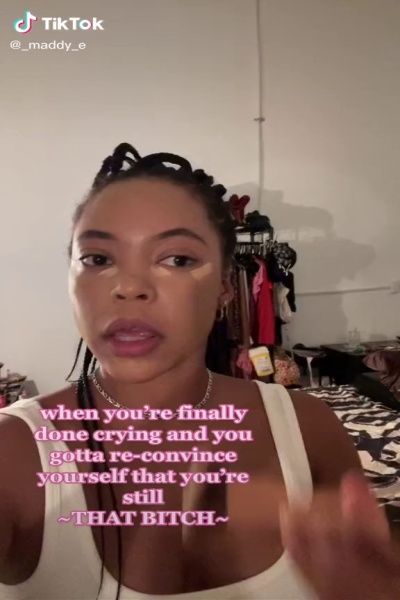 TikTok
@_maddy_e
when you're finally
done crying and you
gotta re-convince
yourself that you're
still
~THAT BITCH~